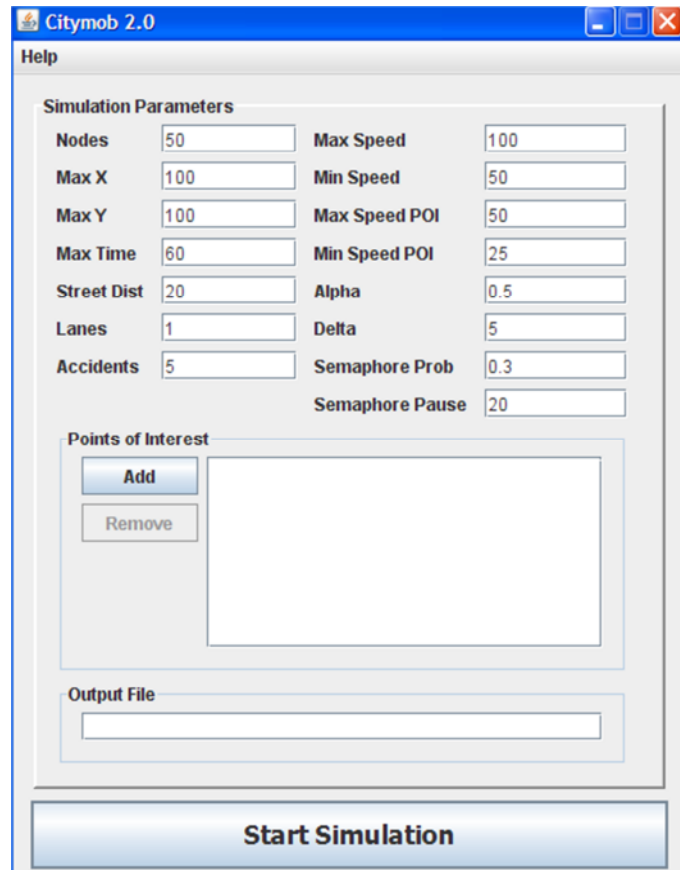 Citymob 2.0
Help
Simulation Parameters
Nodes 50 Max Speed 100
Max X 100 Min Speed 50
Max Y 100 Max Speed POI 50
Max Time 60 Min Speed POI 25
Street Dist 20 Alpha 0.5
Lanes 1 Delta 5
Accidents 5 Semaphore Prob 0.3
Semaphore Pause 20
Points of Interest
Add
Remove
Output File
Start Simulation